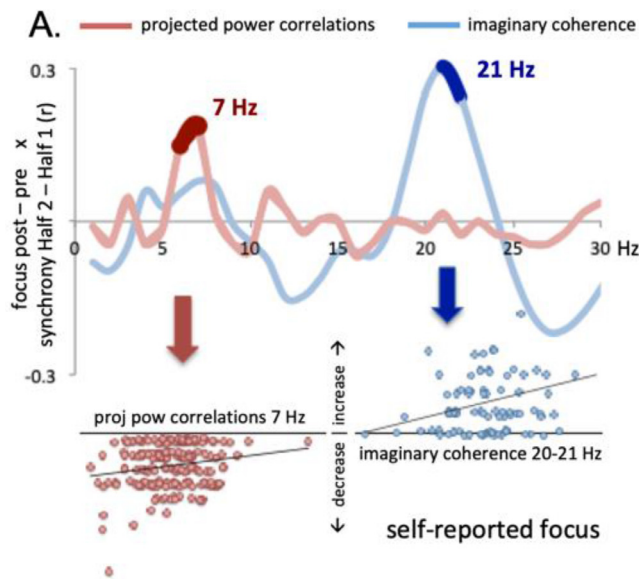 A.
projected power correlations
imaginary coherence
focus post – pre x
synchrony Half 2 – Half 1 (r)
0.3
7 Hz
21 Hz
0 5 10 15 20 25 30 Hz
-0.3
proj pow correlations 7 Hz
← decrease | increase →
imaginary coherence 20-21 Hz
self-reported focus